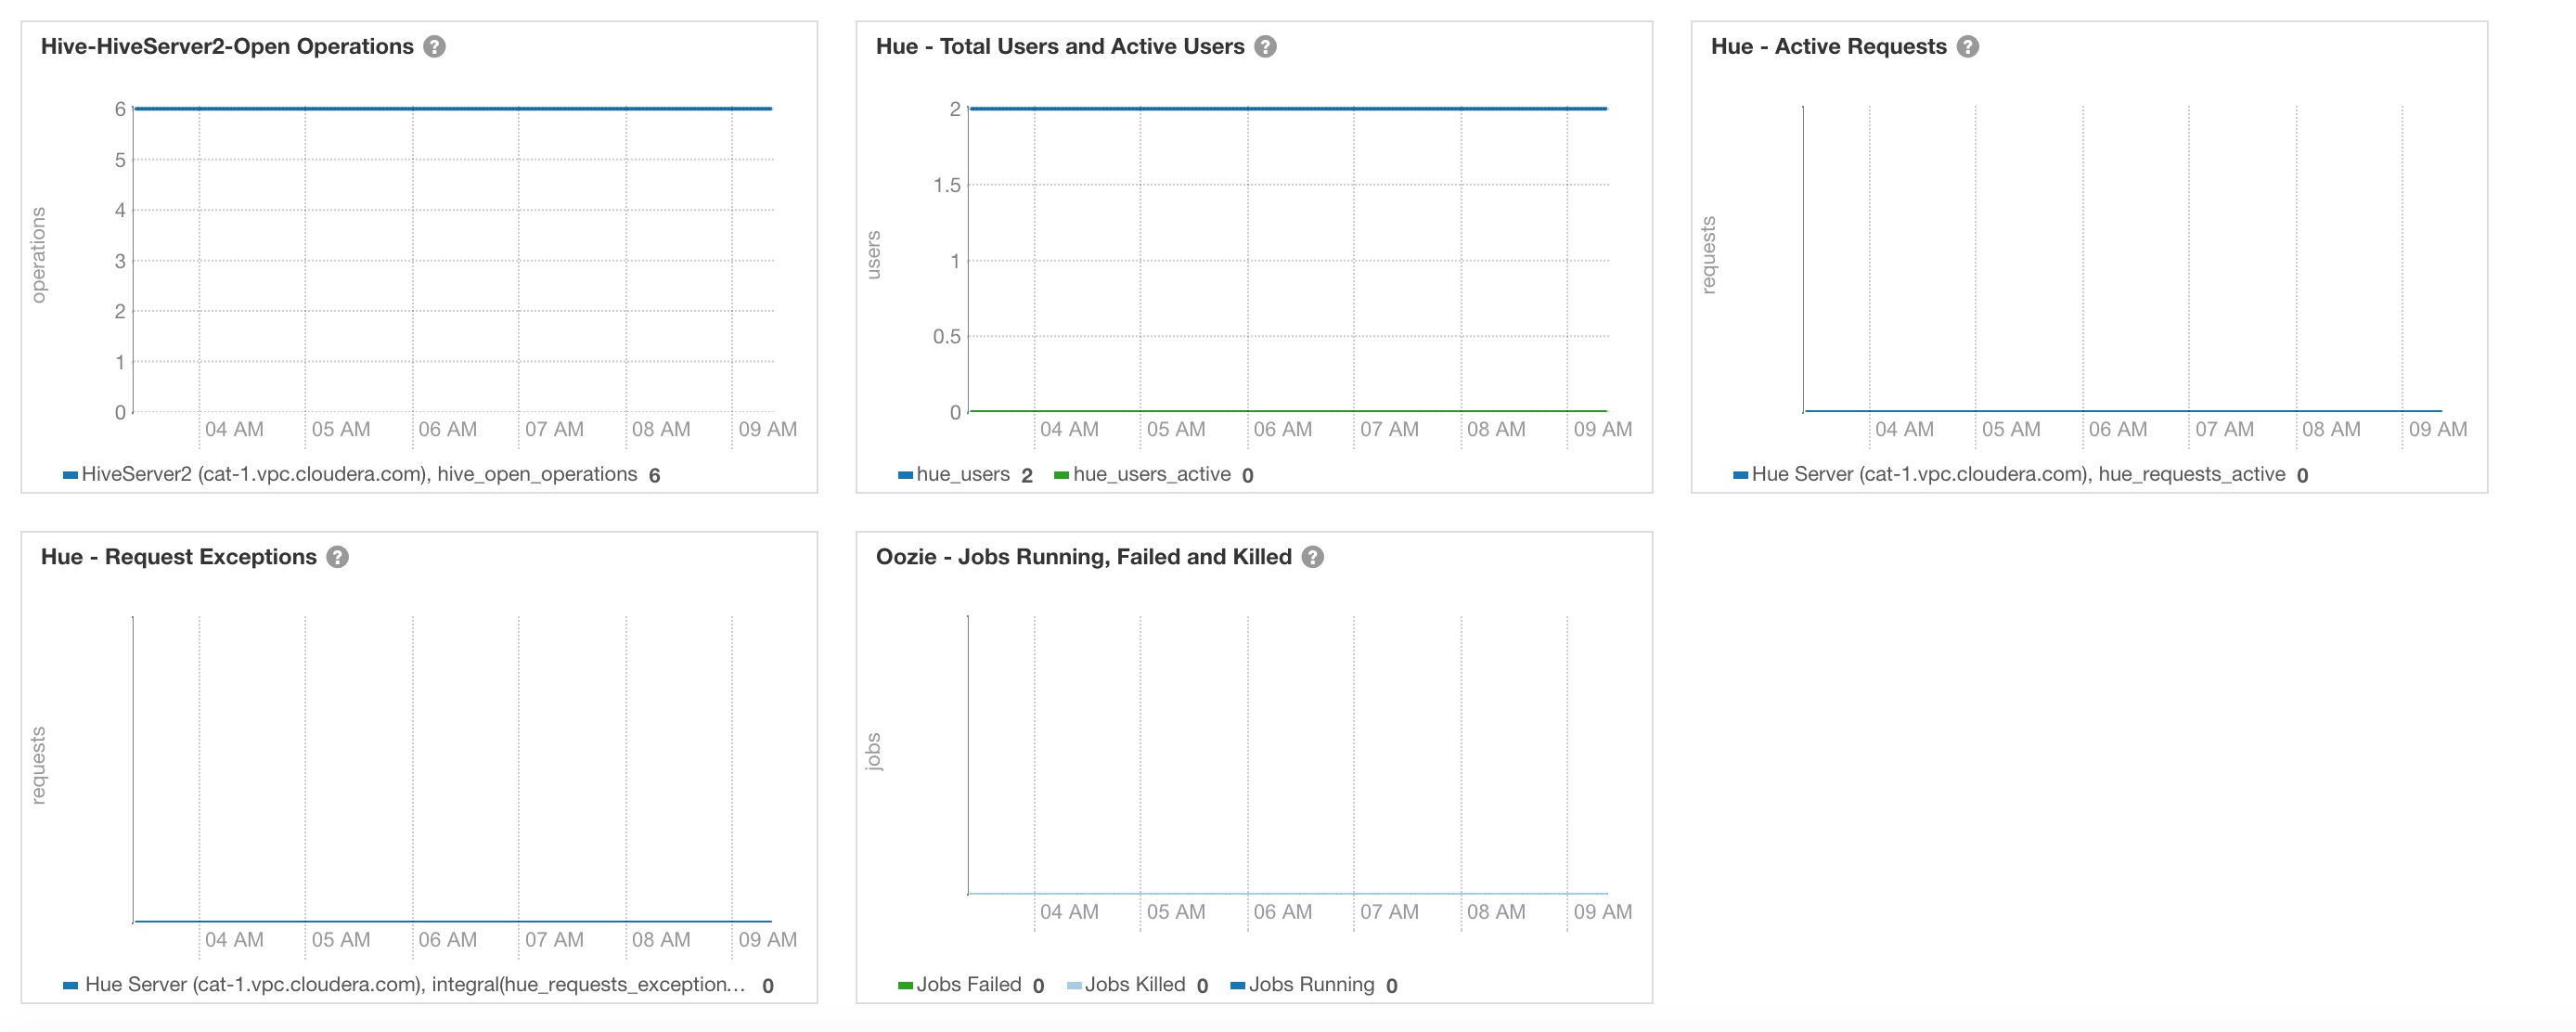 Hive-HiveServer2-Open Operations ?
operations
6
5
4
3
2
1
0
04 AM 05 AM 06 AM 07 AM 08 AM 09 AM
HiveServer2 (cat-1.vpc.cloudera.com), hive_open_operations 6
Hue - Total Users and Active Users ?
users
2
1.5
1
0.5
0
04 AM 05 AM 06 AM 07 AM 08 AM 09 AM
hue_users 2 hue_users_active 0
Hue - Active Requests ?
requests
04 AM 05 AM 06 AM 07 AM 08 AM 09 AM
Hue Server (cat-1.vpc.cloudera.com), hue_requests_active 0
Hue - Request Exceptions ?
requests
04 AM 05 AM 06 AM 07 AM 08 AM 09 AM
Hue Server (cat-1.vpc.cloudera.com), integral(hue_requests_exception... 0
Oozie - Jobs Running, Failed and Killed ?
jobs
04 AM 05 AM 06 AM 07 AM 08 AM 09 AM
Jobs Failed 0 Jobs Killed 0 Jobs Running 0